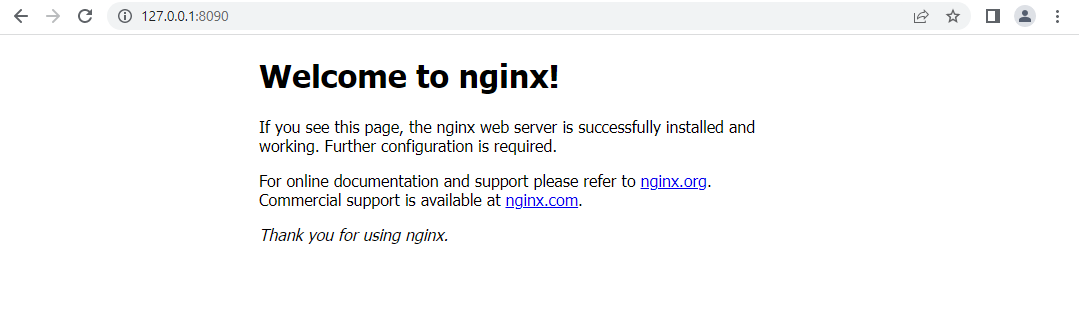 127.0.0.1:8090
Welcome to nginx!
If you see this page, the nginx web server is successfully installed and
working. Further configuration is required.
For online documentation and support please refer to nginx.org.
Commercial support is available at nginx.com.
Thank you for using nginx.